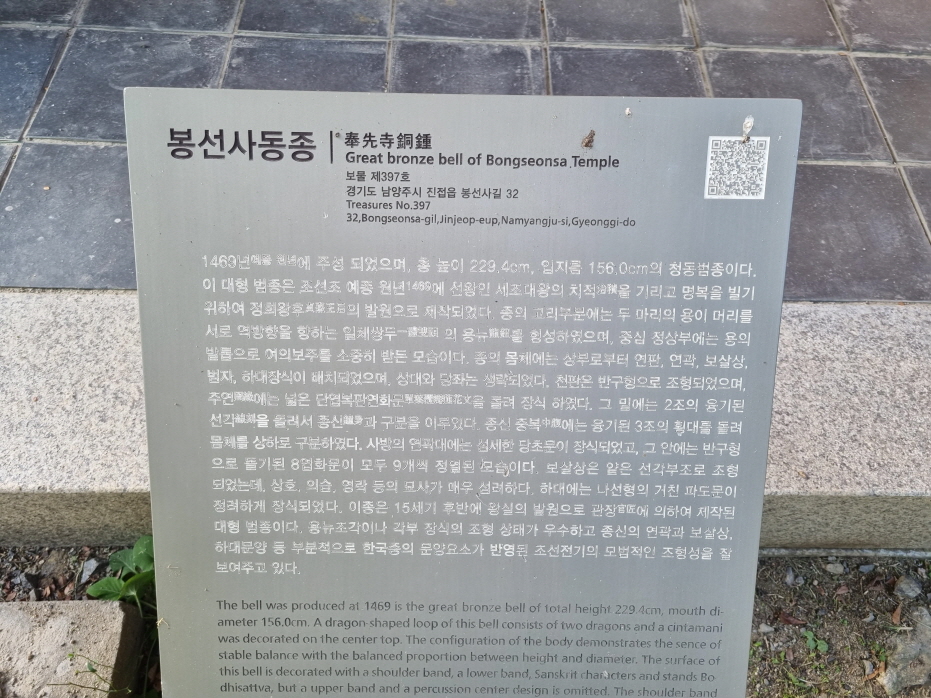 봉선사동종
奉先寺銅鍾
Great bronze bell of Bongseonsa Temple
보물 제397호
경기도 남양주시 진접읍 봉선사길 32
Treasures No.397
32,Bongseonsa-gil,Jinjeop-eup,Namyangju-si,Gyeonggi-do
1469년에 주성 되었으며, 총 높이 229.4cm, 입지름 156.0cm의 청동범종이다.
이 대형 범종은 조선조 예종 원년1469에 선왕인 세조대왕의 치적을 기리고 명복을 빌기
위하여 정희왕후의 발원으로 제작되었다. 종의 고리부분에는 두 마리의 용이 머리를
서로 역방향을 향하는 일체쌍두의 용뉴를 형성하였으며, 중심 정상부에는 용의
발톱으로 여의보주를 소중히 받든 모습이다. 종의 몸체에는 상부로부터 연판, 연곽, 보살상,
범자, 하대장식이 배치되었으며, 상대와 당좌는 생략되었다. 천판은 반구형으로 조형되었으며,
주연에는 넓은 단엽복판연화문을 돌려 장식 하였다. 그 밑에는 2조의 융기된
선각을 돌려서 종신과 구분을 이루었다. 종신 중복에는 융기된 3조의 횡대를 돌려
몸체를 상하로 구분하였다. 사방의 연곽대에는 섬세한 당초문이 장식되었고, 그 안에는 반구형
으로 돌기된 8엽화문이 모두 9개씩 정열된 모습이다. 보살상은 얕은 선각부조로 조형
되었는데, 상호, 의습, 영락 등의 묘사가 매우 섬려하다. 하대에는 나선형의 거친 파도문이
정려하게 장식되었다. 이종은 15세기 후반에 왕실의 발원으로 관장官匠에 의하여 제작된
대형 범종이다. 용뉴조각이나 각부 장식의 조형 상태가 우수하고 종신의 연곽과 보살상,
하대문양 등 부분적으로 한국종의 문양요소가 반영된 조선전기의 모범적인 조형성을 잘
보여주고 있다.
The bell was produced at 1469 is the great bronze bell of total height 229.4cm, mouth di-
ameter 156.0cm. A dragon-shaped loop of this bell consists of two dragons and a cintamani
was decorated on the center top. The configuration of the body demonstrates the sence of
stable balance with the balanced proportion between height and diameter. The surface of
this bell is decorated with a shoulder band, a lower band, Sanskrit characters and stands Bo
dhisattva, but a upper band and a percussion center design is omitted. The shoulder band